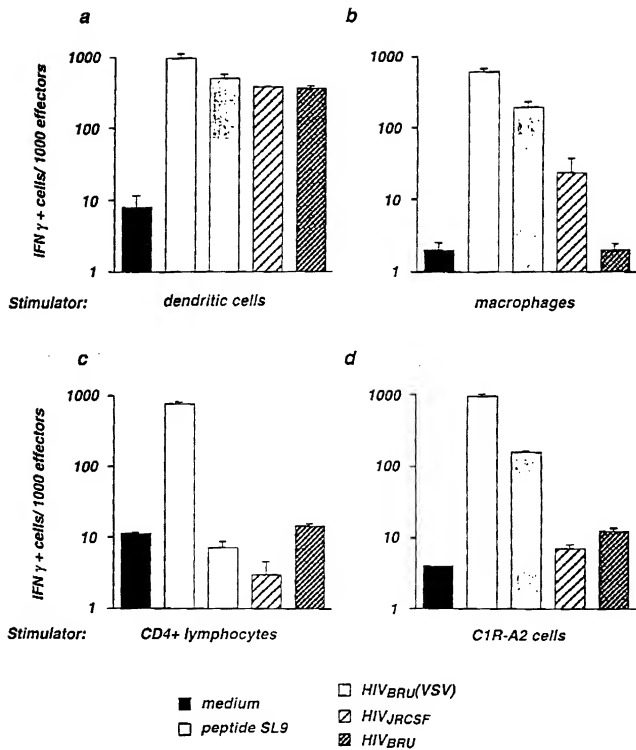 a
b
IFN γ + cells/ 1000 effectors
1000
100
10
1
1000
100
10
1
Stimulator:
dendritic cells
macrophages
c
d
IFN γ + cells/ 1000 effectors
1000
100
10
1
1000
100
10
1
Stimulator:
CD4+ lymphocytes
C1R-A2 cells
medium
peptide SL9
HIVBRU(VSV)
HIVJRCSF
HIVBRU